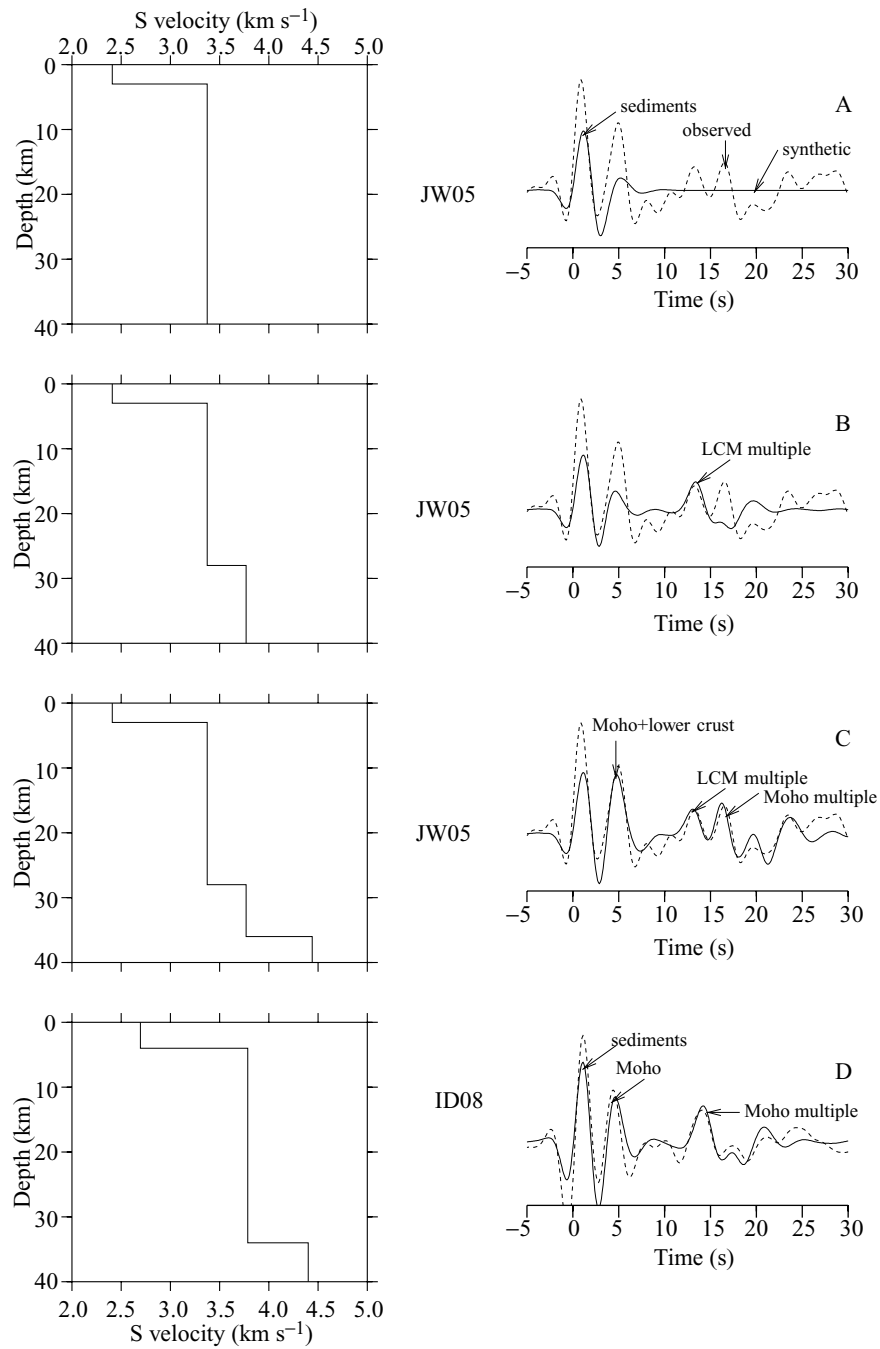 S velocity (km s−1)
2.0 2.5 3.0 3.5 4.0 4.5 5.0
0
10
20
30
40
Depth (km)
JW05
A
sediments
observed
synthetic
−5 0 5 10 15 20 25 30
Time (s)
0
10
20
30
40
Depth (km)
JW05
B
LCM multiple
−5 0 5 10 15 20 25 30
Time (s)
0
10
20
30
40
Depth (km)
JW05
C
Moho+lower crust
LCM multiple
Moho multiple
−5 0 5 10 15 20 25 30
Time (s)
0
10
20
30
40
Depth (km)
2.0 2.5 3.0 3.5 4.0 4.5 5.0
S velocity (km s−1)
ID08
D
sediments
Moho
Moho multiple
−5 0 5 10 15 20 25 30
Time (s)